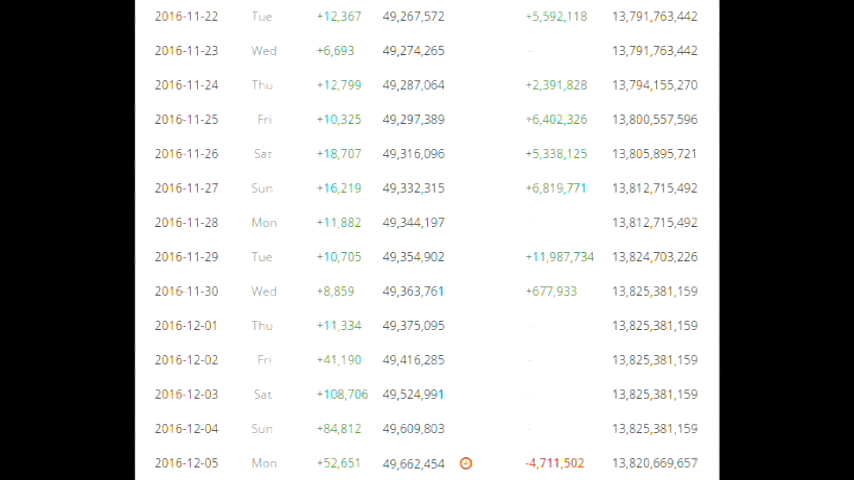 2016-11-22 Tue +12,367 49,267,572 +5,592,118 13,791,763,442
2016-11-23 Wed +6,693 49,274,265 - 13,791,763,442
2016-11-24 Thu +12,799 49,287,064 +2,391,828 13,794,155,270
2016-11-25 Fri +10,325 49,297,389 +6,402,326 13,800,557,596
2016-11-26 Sat +18,707 49,316,096 +5,338,125 13,805,895,721
2016-11-27 Sun +16,219 49,332,315 +6,819,771 13,812,715,492
2016-11-28 Mon +11,882 49,344,197 - 13,812,715,492
2016-11-29 Tue +10,705 49,354,902 +11,987,734 13,824,703,226
2016-11-30 Wed +8,859 49,363,761 +677,933 13,825,381,159
2016-12-01 Thu +11,334 49,375,095 - 13,825,381,159
2016-12-02 Fri +41,190 49,416,285 - 13,825,381,159
2016-12-03 Sat +108,706 49,524,991 - 13,825,381,159
2016-12-04 Sun +84,812 49,609,803 - 13,825,381,159
2016-12-05 Mon +52,651 49,662,454 -4,711,502 13,820,669,657